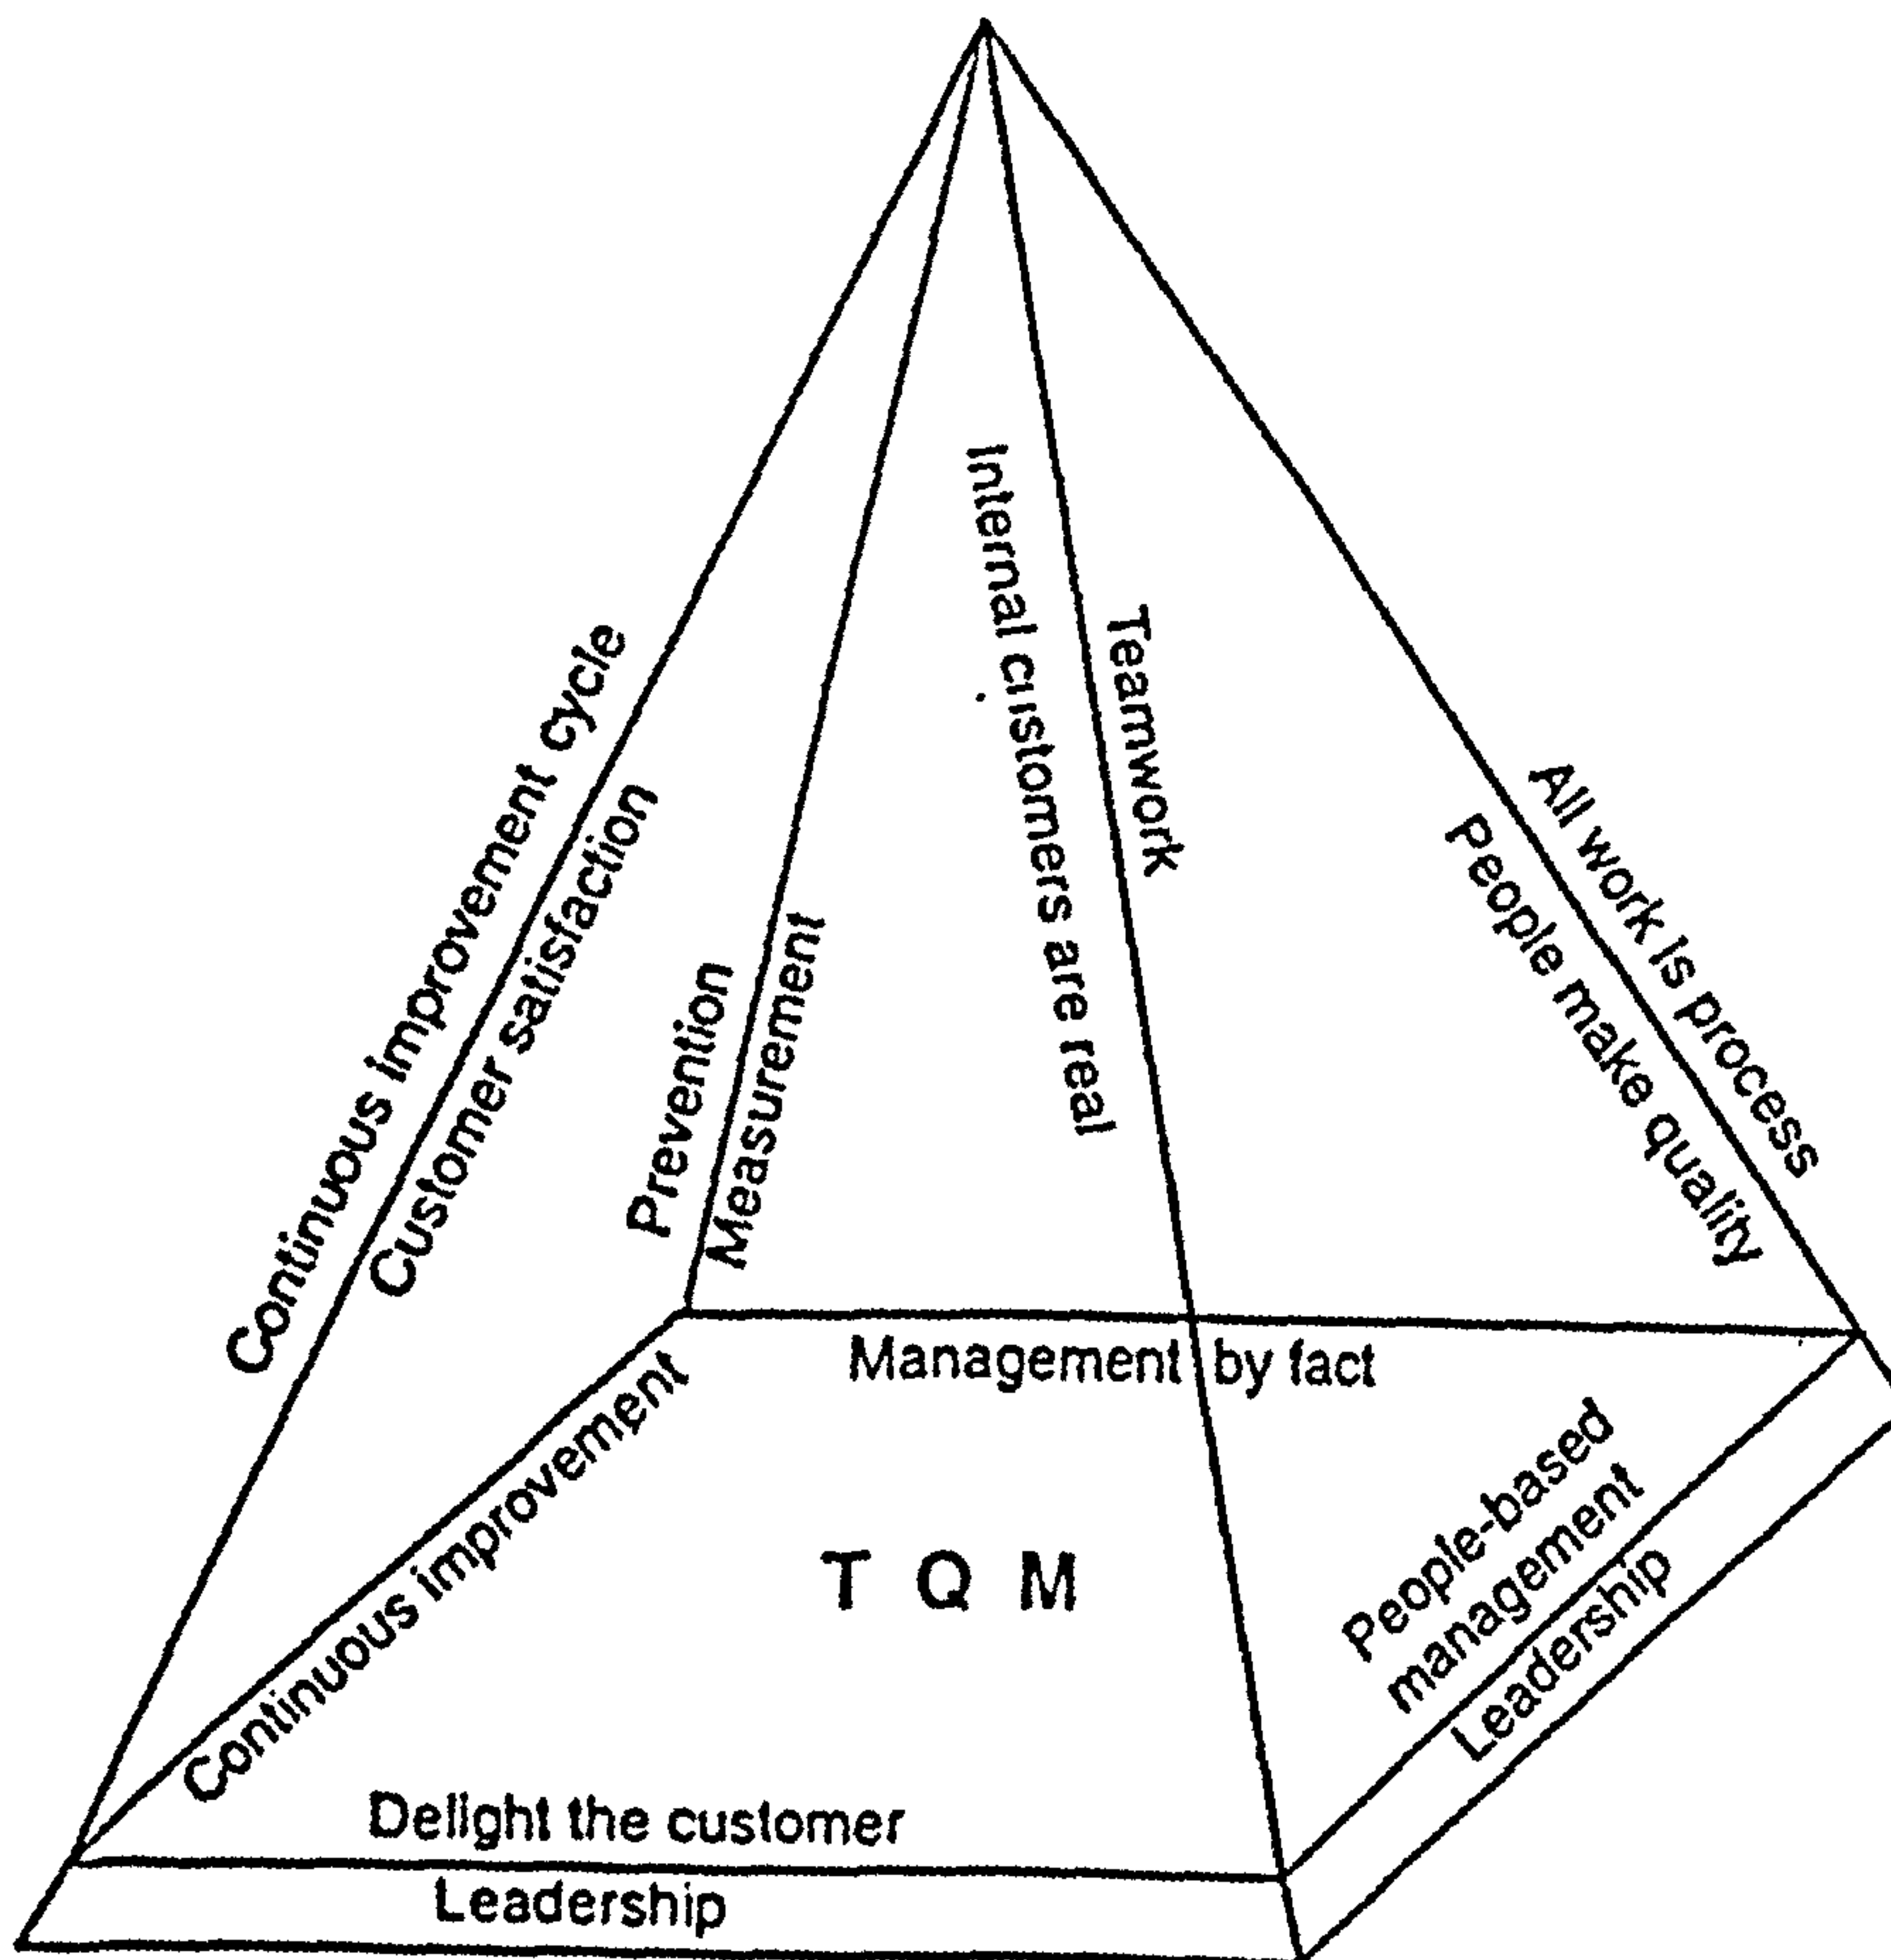 Continuous improvement cycle
Customer satisfaction
Prevention
Measurement
Internal customers are real
Teamwork
All work is process
People make quality
Management by fact
Continuous improvement
T Q M
People-based
management
Leadership
Delight the customer
Leadership